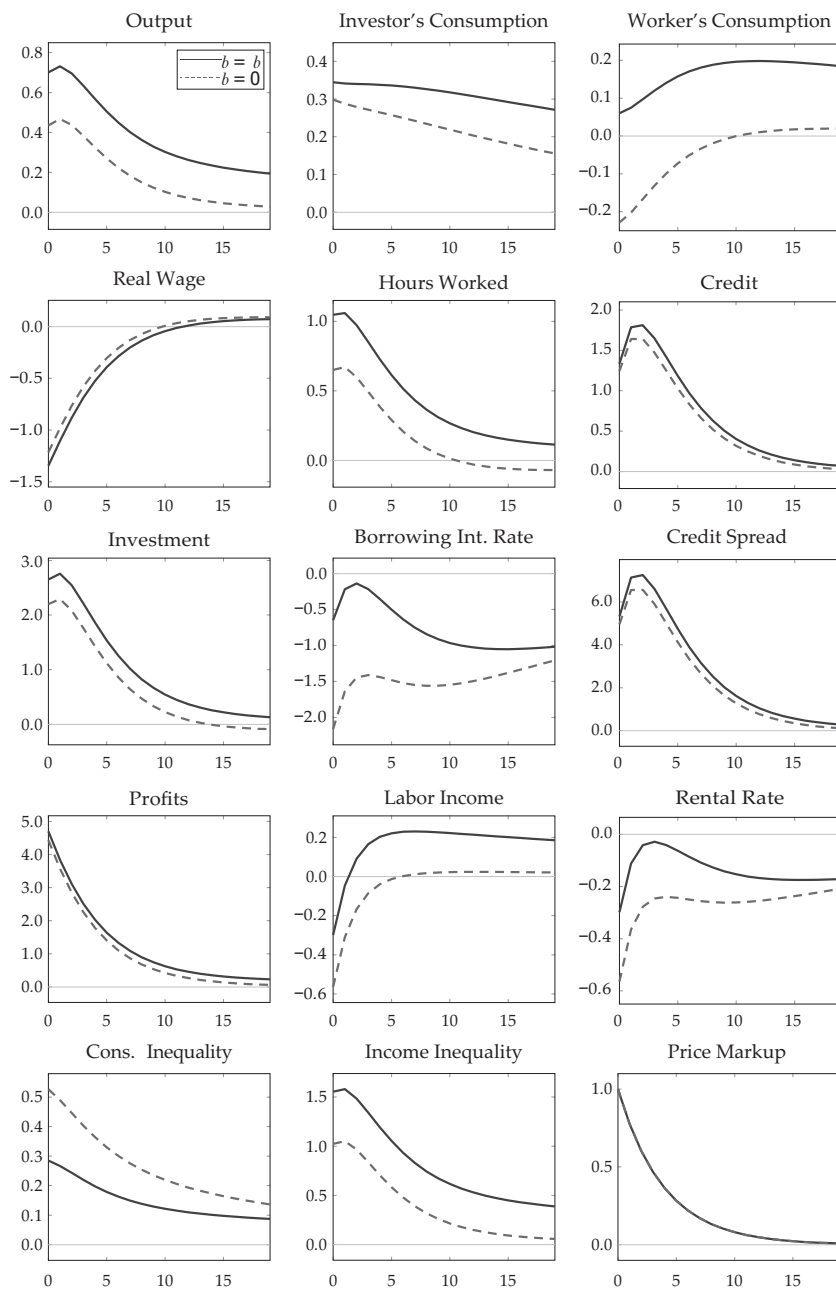 Output
Investor's Consumption
Worker's Consumption
0.8
0.6
0.4
0.2
0.0
b = b
b = 0
0 5 10 15
0.4
0.3
0.2
0.1
0.0
0 5 10 15
0.2
0.1
0.0
−0.1
−0.2
0 5 10 15
Real Wage
Hours Worked
Credit
0.0
−0.5
−1.0
−1.5
0 5 10 15
1.0
0.5
0.0
0 5 10 15
2.0
1.5
1.0
0.5
0.0
0 5 10 15
Investment
Borrowing Int. Rate
Credit Spread
3.0
2.0
1.0
0.0
0 5 10 15
0.0
−0.5
−1.0
−1.5
−2.0
0 5 10 15
6.0
4.0
2.0
0.0
0 5 10 15
Profits
Labor Income
Rental Rate
5.0
4.0
3.0
2.0
1.0
0.0
0 5 10 15
0.2
0.0
−0.2
−0.4
−0.6
0 5 10 15
0.0
−0.2
−0.4
−0.6
0 5 10 15
Cons. Inequality
Income Inequality
Price Markup
0.5
0.4
0.3
0.2
0.1
0.0
0 5 10 15
1.5
1.0
0.5
0.0
0 5 10 15
1.0
0.5
0.0
0 5 10 15